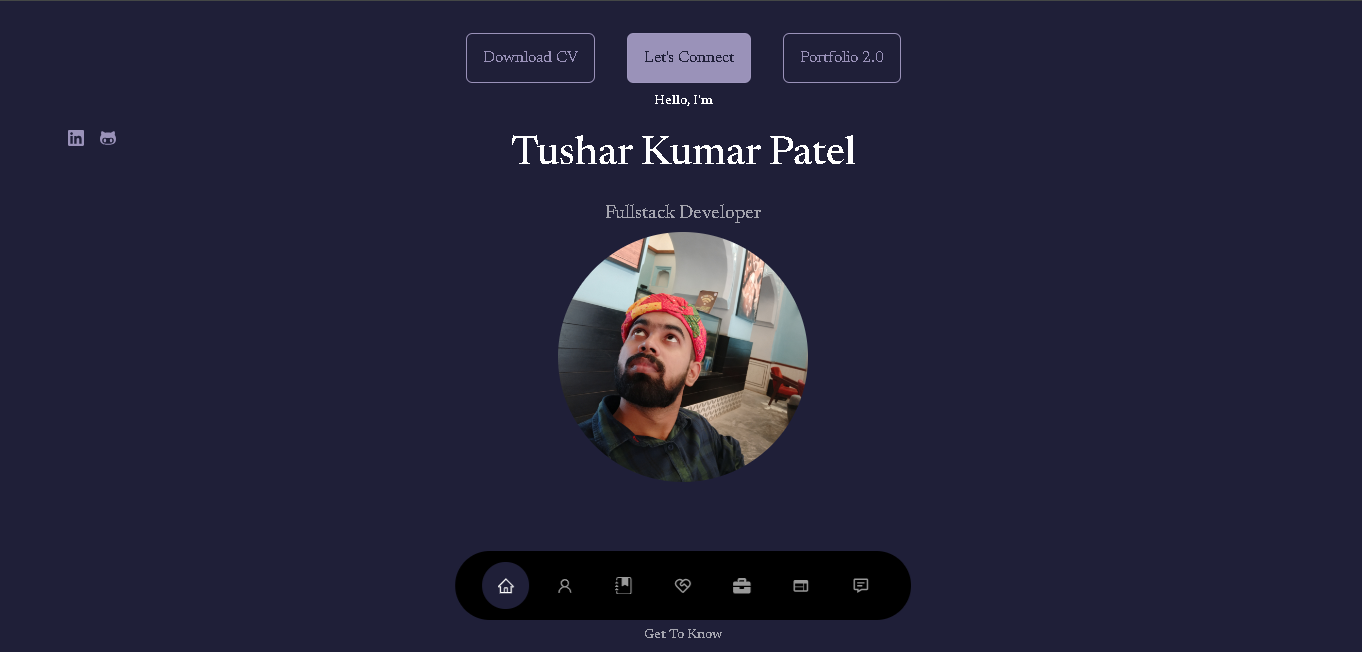 Download CV
Let's Connect
Portfolio 2.0
Hello, I'm
Tushar Kumar Patel
Fullstack Developer
Get To Know